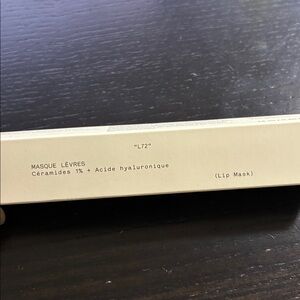 "L72"
MASQUE LÈVRES
Céramides 1% + Acide hyaluronique
(Lip Mask)